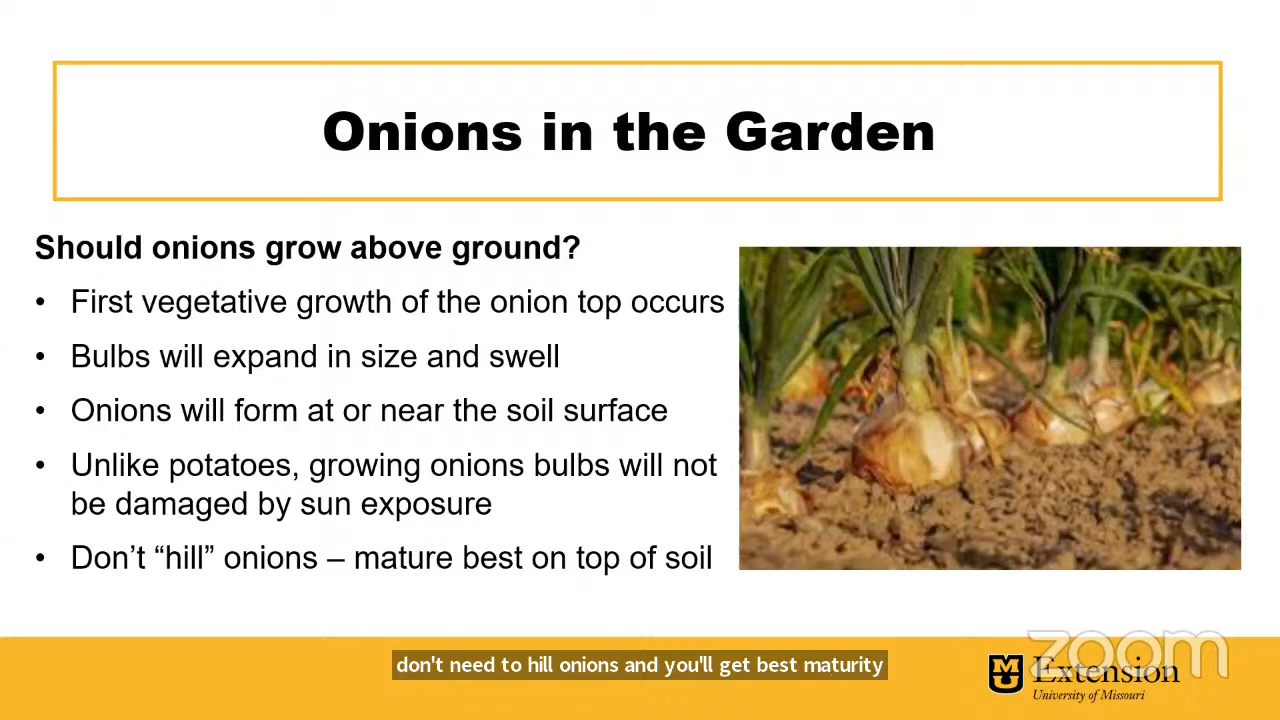 Onions in the Garden
Should onions grow above ground?
• First vegetative growth of the onion top occurs
• Bulbs will expand in size and swell
• Onions will form at or near the soil surface
• Unlike potatoes, growing onions bulbs will not
be damaged by sun exposure
• Don’t “hill” onions – mature best on top of soil
don't need to hill onions and you'll get best maturity
zoom
MU
Extension
University of Missouri